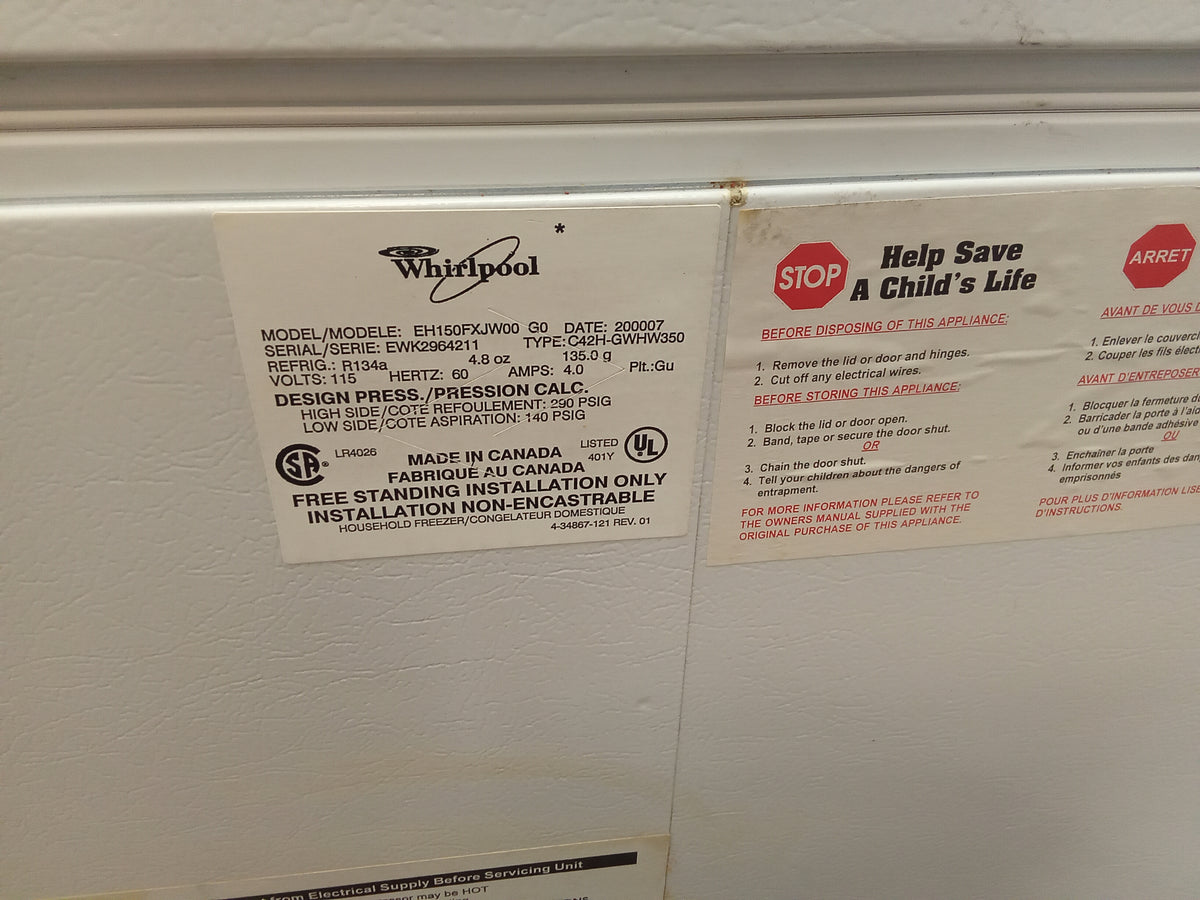 *
Whirlpool
MODEL/MODELE: EH150FXJW00 G0 DATE: 200007
SERIAL/SERIE: EWK2964211 TYPE: C42H-GWHW350
REFRIG.: R134a 4.8 oz 135.0 g
VOLTS: 115 HERTZ: 60 AMPS: 4.0 Plt.:Gu
DESIGN PRESS./PRESSION CALC.
HIGH SIDE/COTE REFOULEMENT: 290 PSIG
LOW SIDE/COTE ASPIRATION: 140 PSIG
SA ® LR4026 MADE IN CANADA LISTED 401Y UL
FABRIQUE AU CANADA
FREE STANDING INSTALLATION ONLY
INSTALLATION NON-ENCASTRABLE
HOUSEHOLD FREEZER/CONGELATEUR DOMESTIQUE
4-34867-121 REV. 01
STOP
Help Save
A Child's Life
BEFORE DISPOSING OF THIS APPLIANCE:
1. Remove the lid or door and hinges.
2. Cut off any electrical wires.
BEFORE STORING THIS APPLIANCE:
1. Block the lid or door open.
2. Band, tape or secure the door shut.
OR
3. Chain the door shut.
4. Tell your children about the dangers of
entrapment.
FOR MORE INFORMATION PLEASE REFER TO
THE OWNERS MANUAL SUPPLIED WITH THE
ORIGINAL PURCHASE OF THIS APPLIANCE.
ARRET
AVANT DE VOUS
1. Enlever le
2. Couper les fils
AVANT D'ENTREPOSER
1. Blocquer la fermeture
2. Barricader la porte à
ou d'une bande adhésive
OU
3. Enchaîner la porte
4. Informer vos enfants des
emprisonnés
POUR PLUS D'INFORMATION
D'INSTRUCTIONS.
from Electrical Supply Before Servicing Unit
may be HOT